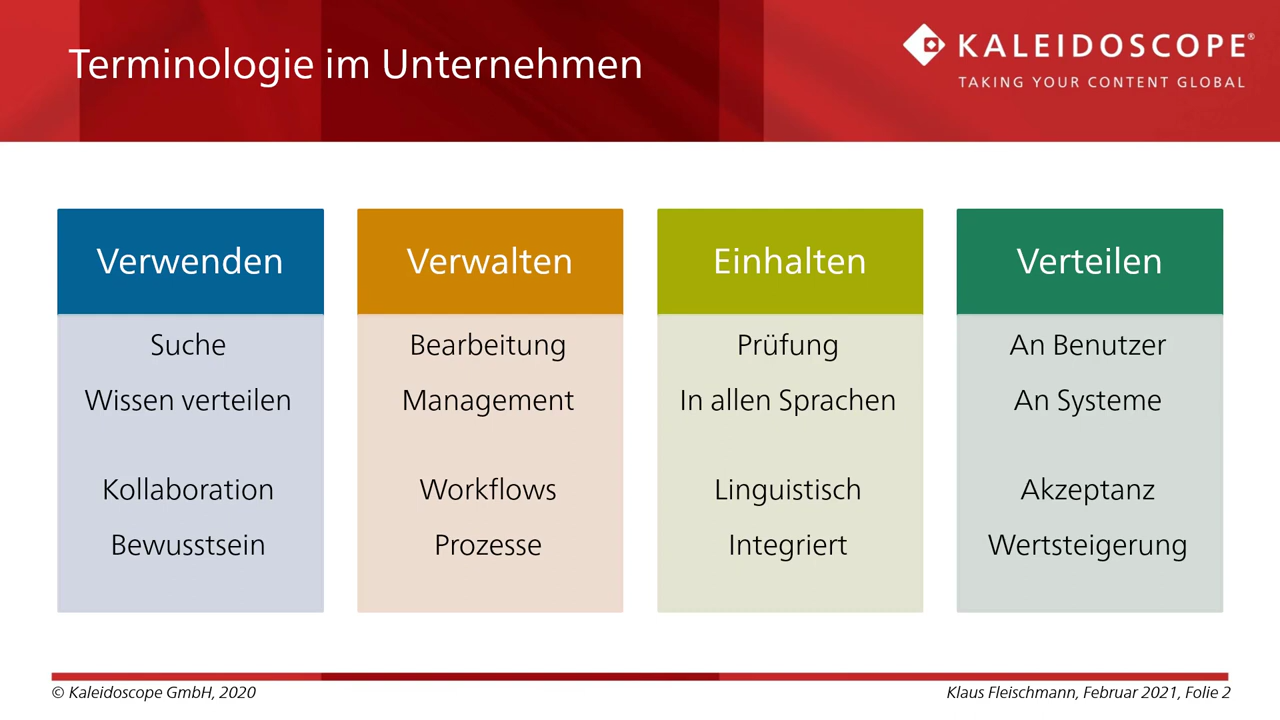 Terminologie im Unternehmen
KALEIDOSCOPE®
TAKING YOUR CONTENT GLOBAL
Verwenden
Suche
Wissen verteilen
Kollaboration
Bewusstsein
Verwalten
Bearbeitung
Management
Workflows
Prozesse
Einhalten
Prüfung
In allen Sprachen
Linguistisch
Integriert
Verteilen
An Benutzer
An Systeme
Akzeptanz
Wertsteigerung
© Kaleidoscope GmbH, 2020
Klaus Fleischmann, Februar 2021, Folie 2